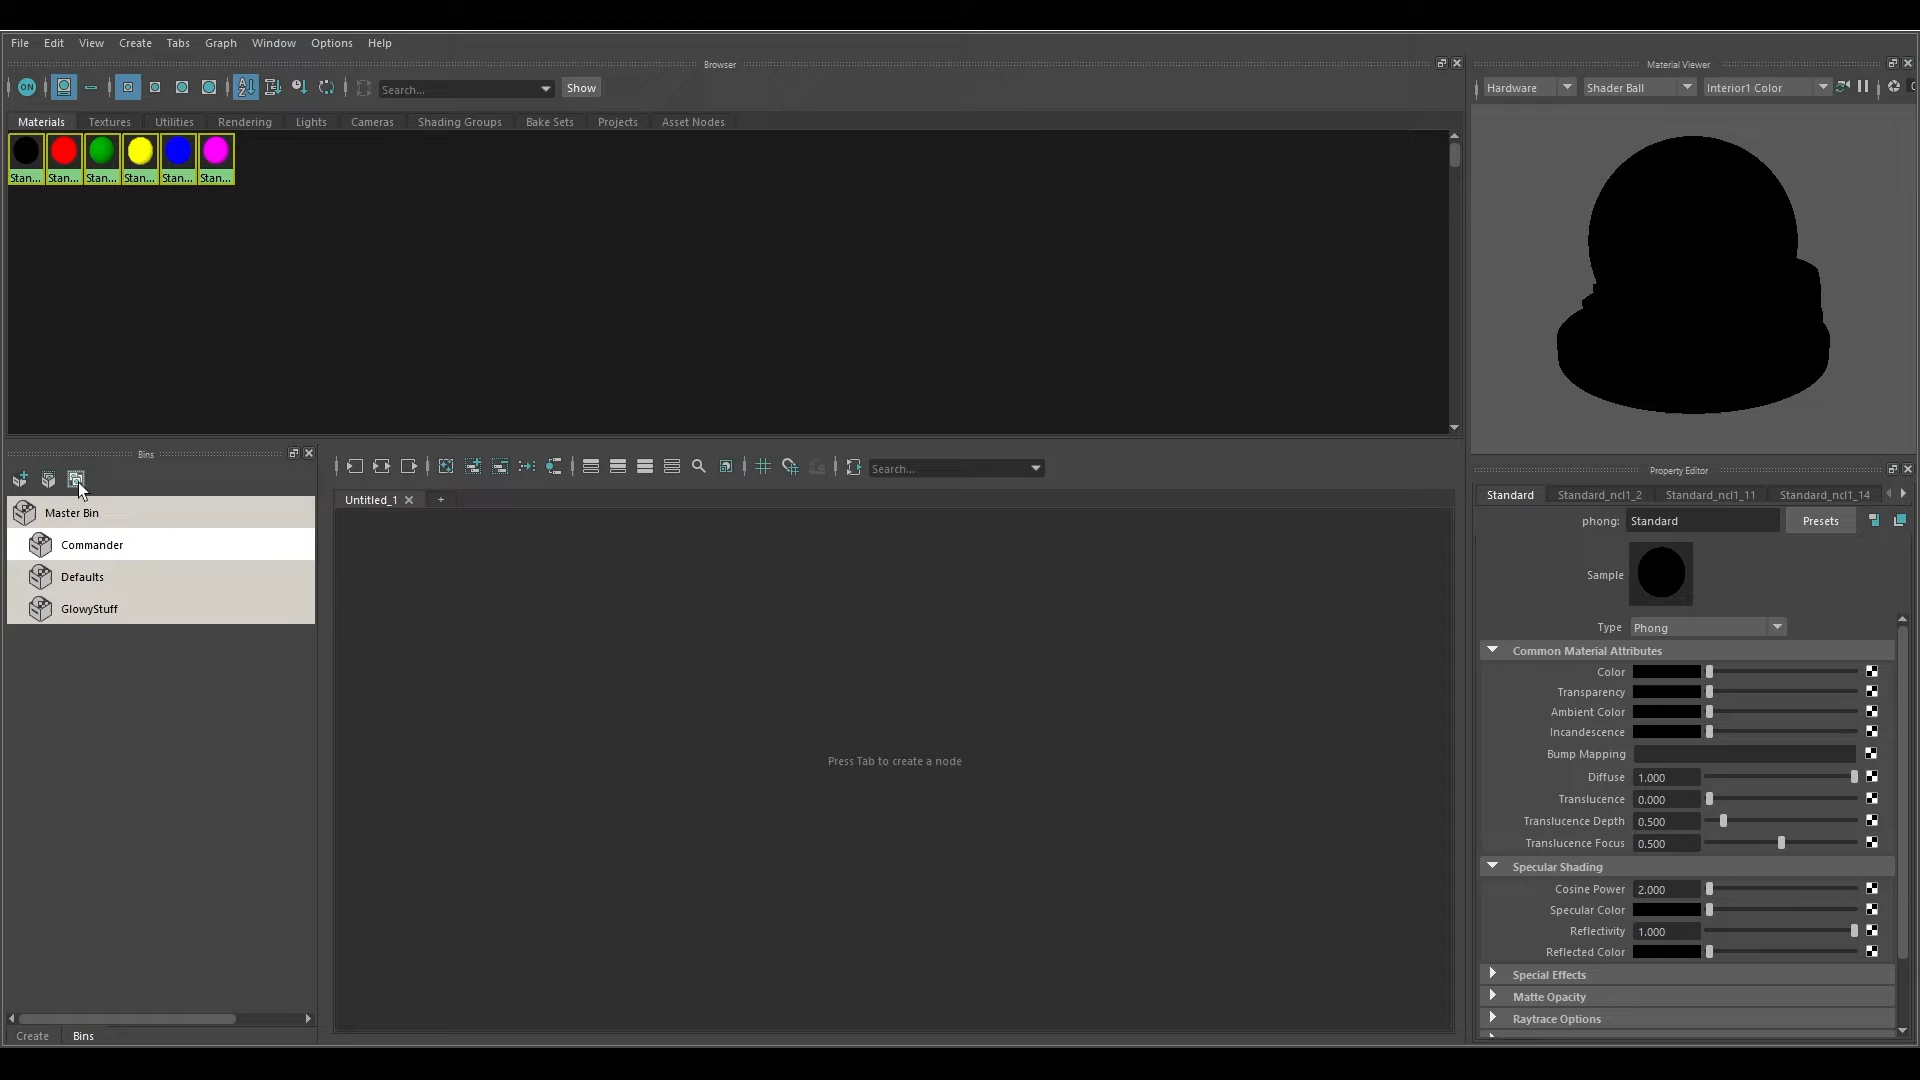 File Edit View Create Tabs Graph Window Options Help
Browser
Material Viewer
ON
Search...
Show
Hardware
Shader Ball
Interior1 Color
Materials Textures Utilities Rendering Lights Cameras Shading Groups Bake Sets Projects Asset Nodes
Stan... Stan... Stan... Stan... Stan... Stan...
Bins
Search...
Property Editor
Untitled_1
+
Standard Standard_ncl1_2 Standard_ncl1_11 Standard_ncl1_14
Master Bin
phong: Standard
Presets
Commander
Defaults
Sample
GlowyStuff
Type Phong
Common Material Attributes
Color
Transparency
Ambient Color
Incandescence
Bump Mapping
Press Tab to create a node
Diffuse 1.000
Translucence 0.000
Translucence Depth 0.500
Translucence Focus 0.500
Specular Shading
Cosine Power 2.000
Specular Color
Reflectivity 1.000
Reflected Color
Special Effects
Matte Opacity
Raytrace Options
Create Bins